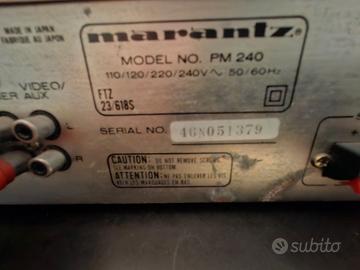 MADE IN JAPAN
FABRIQUE AU JAPON
marantz
MODEL NO. PM 240
110/120/220/240V ~ 50/60Hz
FTZ
23/618S
VIDEO/
AUX
L
R
SERIAL NO. 46N051379
CAUTION: DO NOT REMOVE SCREWS.
SEE MARKING ON BOTTOM.
ATTENTION: NE PAS ENLEVER LES VIS.
VOIR LES MARQUAGES EN BAS.
subito